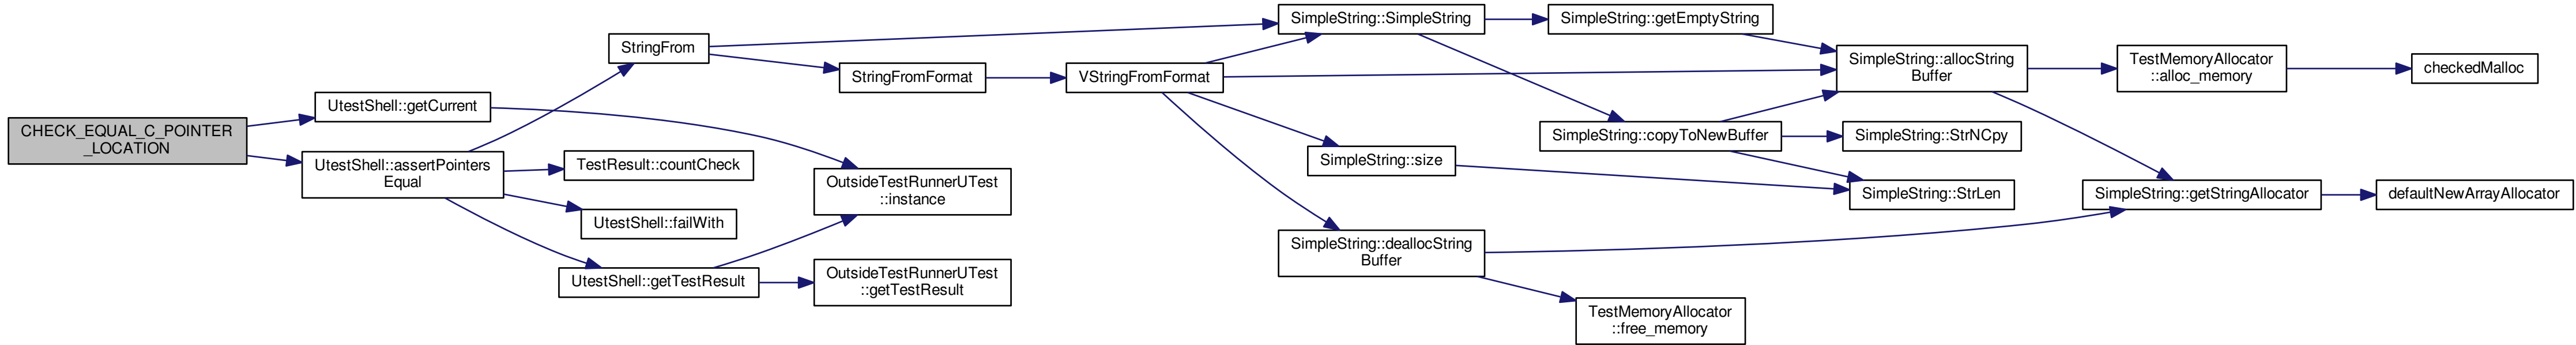 CHECK_EQUAL_C_POINTER
_LOCATION
UtestShell::getCurrent
UtestShell::assertPointers
Equal
StringFrom
TestResult::countCheck
UtestShell::failWith
UtestShell::getTestResult
StringFromFormat
OutsideTestRunnerUTest
::instance
OutsideTestRunnerUTest
::getTestResult
VStringFromFormat
SimpleString::SimpleString
SimpleString::size
SimpleString::deallocString
Buffer
SimpleString::getEmptyString
SimpleString::copyToNewBuffer
TestMemoryAllocator
::free_memory
SimpleString::allocString
Buffer
SimpleString::StrNCpy
SimpleString::StrLen
TestMemoryAllocator
::alloc_memory
SimpleString::getStringAllocator
checkedMalloc
defaultNewArrayAllocator